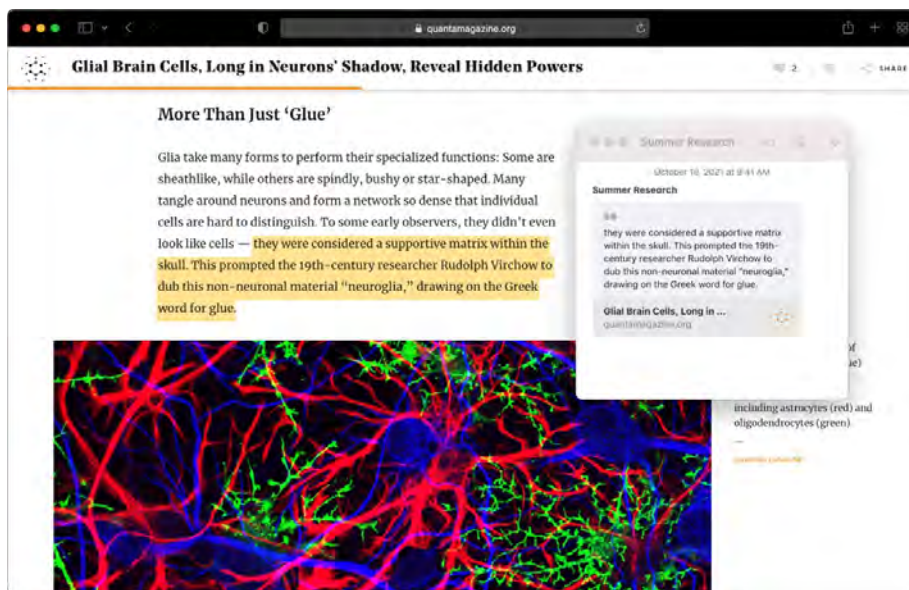 quantamagazine.org
Glial Brain Cells, Long in Neurons' Shadow, Reveal Hidden Powers
2
SHARE
More Than Just ‘Glue’
Glia take many forms to perform their specialized functions: Some are
sheathlike, while others are spindly, bushy or star-shaped. Many
tangle around neurons and form a network so dense that individual
cells are hard to distinguish. To some early observers, they didn't even
look like cells — they were considered a supportive matrix within the
skull. This prompted the 19th-century researcher Rudolph Virchow to
dub this non-neuronal material “neuroglia,” drawing on the Greek
word for glue.
Summer Research
October 18, 2021 at 9:41 AM
Summer Research
they were considered a supportive matrix
within the skull. This prompted the 19th-
century researcher Rudolph Virchow to
dub this non-neuronal material "neuroglia,"
drawing on the Greek word for glue.
Glial Brain Cells, Long in ...
quantamagazine.org
of
ue)
including astrocytes (red) and
oligodendrocytes (green)
—